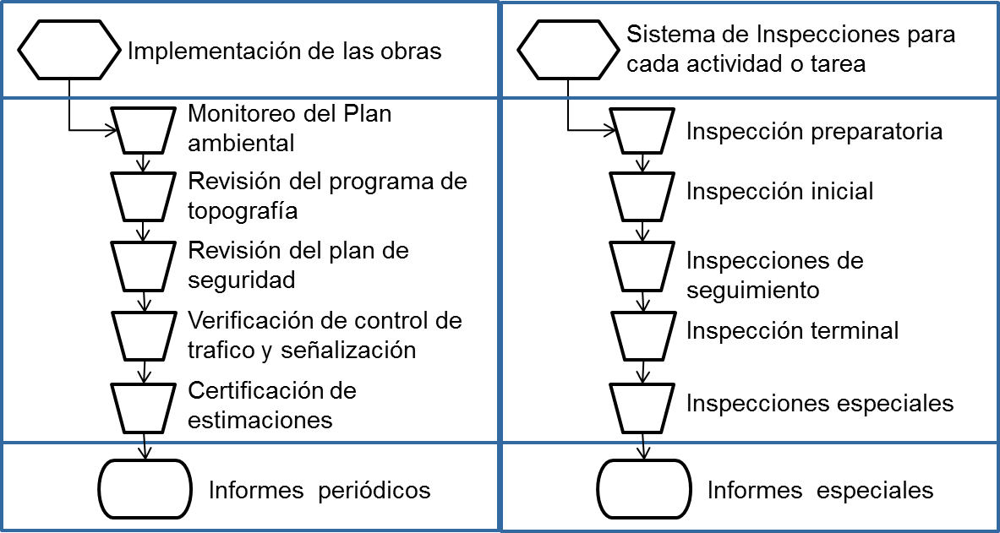 Implementación de las obras
Monitoreo del Plan
ambiental
Revisión del programa de
topografía
Revisión del plan de
seguridad
Verificación de control de
trafico y señalización
Certificación de
estimaciones
Informes periódicos
Sistema de Inspecciones para
cada actividad o tarea
Inspección preparatoria
Inspección inicial
Inspecciones de
seguimiento
Inspección terminal
Inspecciones especiales
Informes especiales